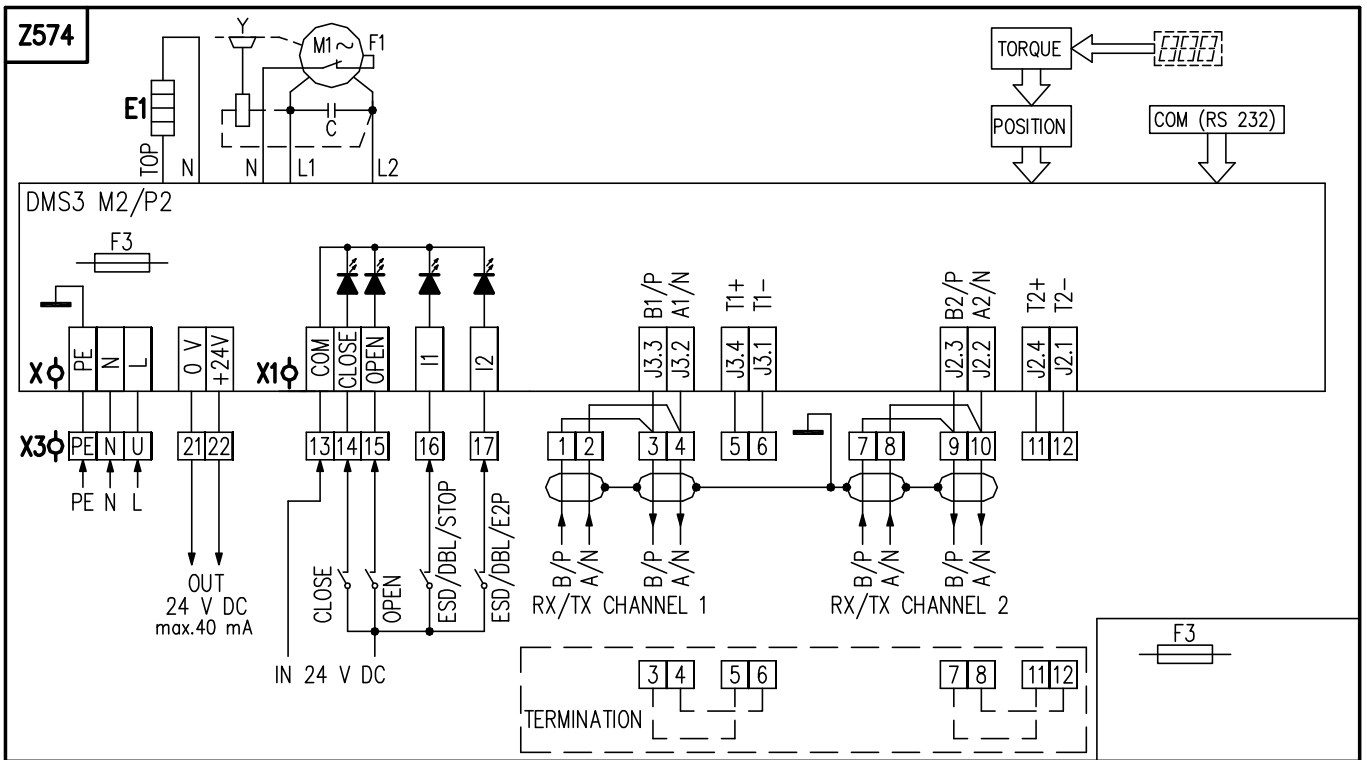 Z574
Y
M1~
F1
TORQUE
E1
C
POSITION
COM (RS 232)
TOP
N
N
L1
L2
DMS3 M2/P2
F3
B1/P
A1/N
T1+
T1-
B2/P
A2/N
T2+
T2-
X
PE
N
L
0 V
+24V
X1
COM
CLOSE
OPEN
I1
I2
J3.3
J3.2
J3.4
J3.1
J2.3
J2.2
J2.4
J2.1
X3
PE
N
U
21
22
13
14
15
16
17
1
2
3
4
5
6
7
8
9
10
11
12
PE N L
OUT
24 V DC
max.40 mA
CLOSE
OPEN
ESD/DBL/STOP
ESD/DBL/E2P
IN 24 V DC
B/P
A/N
B/P
A/N
RX/TX CHANNEL 1
B/P
A/N
B/P
A/N
RX/TX CHANNEL 2
F3
3
4
5
6
7
8
11
12
TERMINATION